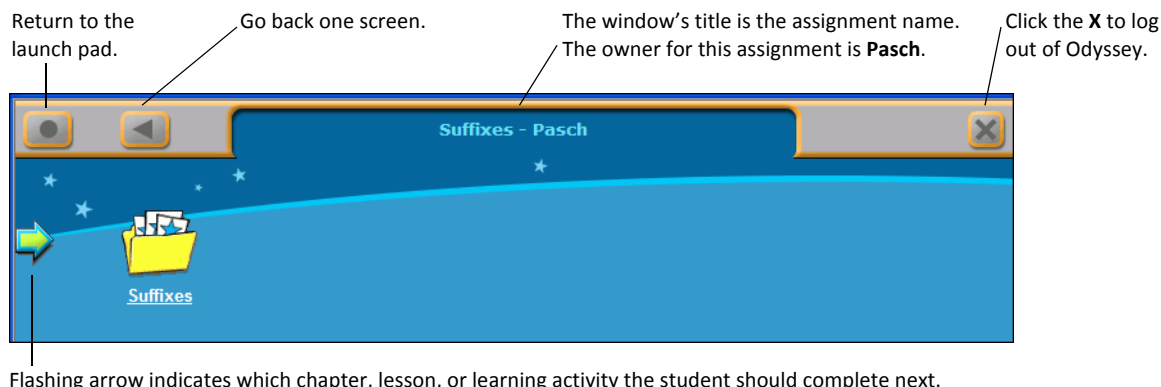 Return to the
launch pad.
Go back one screen.
The window’s title is the assignment name.
The owner for this assignment is Pasch.
Click the X to log
out of Odyssey.
Suffixes - Pasch
Suffixes
Flashing arrow indicates which chapter, lesson, or learning activity the student should complete next.